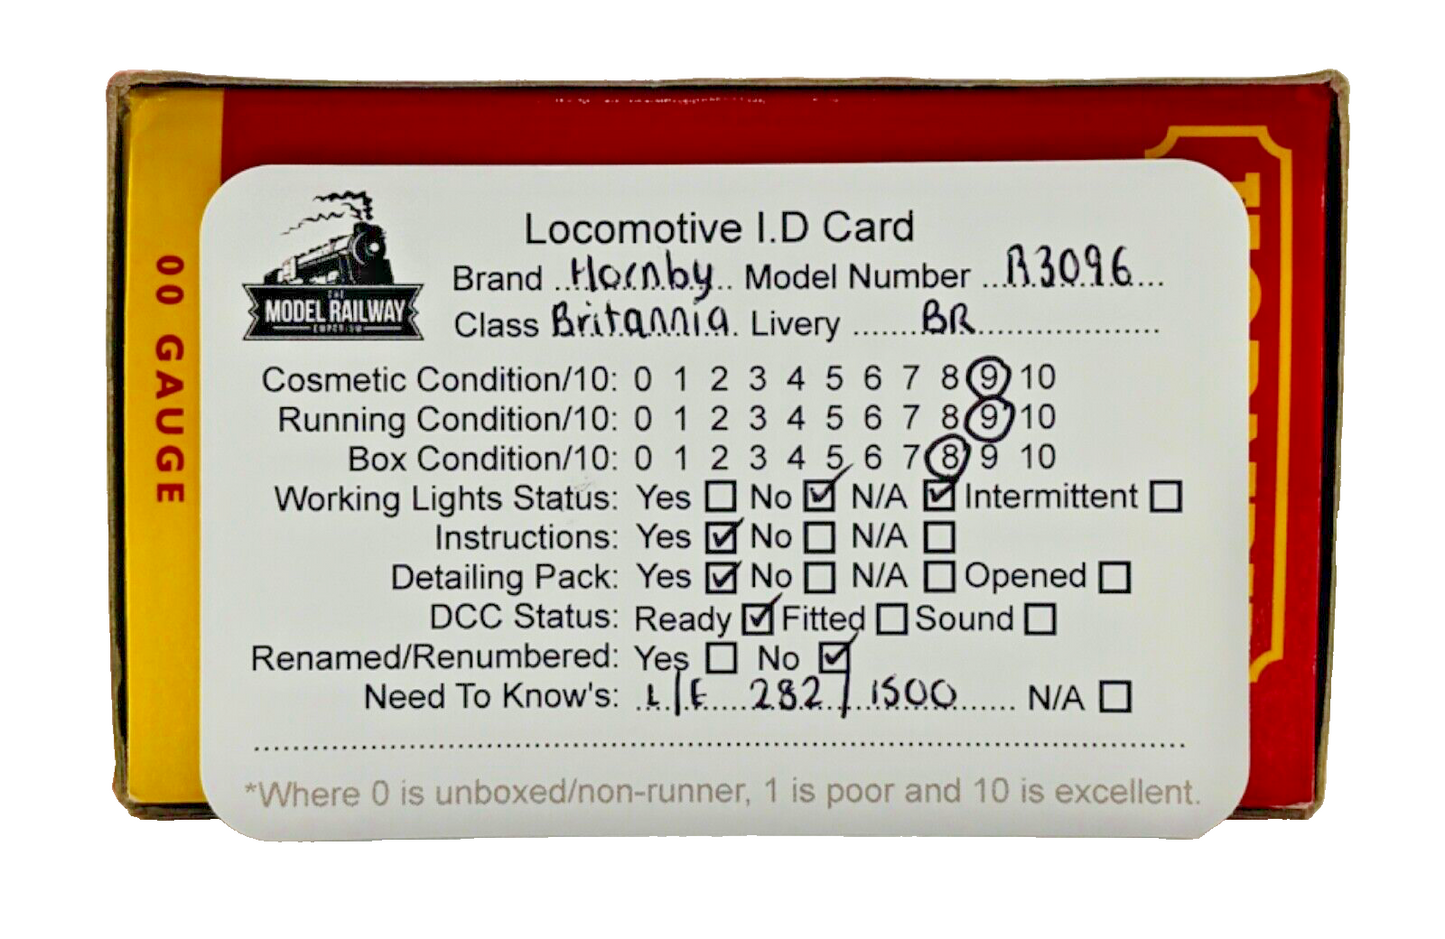 OO GAUGE
HORNBY
THE
MODEL RAILWAY
EMPORIUM
Locomotive I.D Card
Brand Hornby Model Number R3096
Class Britannia Livery BR
Cosmetic Condition/10: 0 1 2 3 4 5 6 7 8 9 10
Running Condition/10: 0 1 2 3 4 5 6 7 8 9 10
Box Condition/10: 0 1 2 3 4 5 6 7 8 9 10
Working Lights Status: Yes ☐ No ☑ N/A ☑ Intermittent ☐
Instructions: Yes ☑ No ☐ N/A ☐
Detailing Pack: Yes ☑ No ☐ N/A ☐ Opened ☐
DCC Status: Ready ☑ Fitted ☐ Sound ☐
Renamed/Renumbered: Yes ☐ No ☑
Need To Know's: L/E 282/1500 N/A ☐
*Where 0 is unboxed/non-runner, 1 is poor and 10 is excellent.